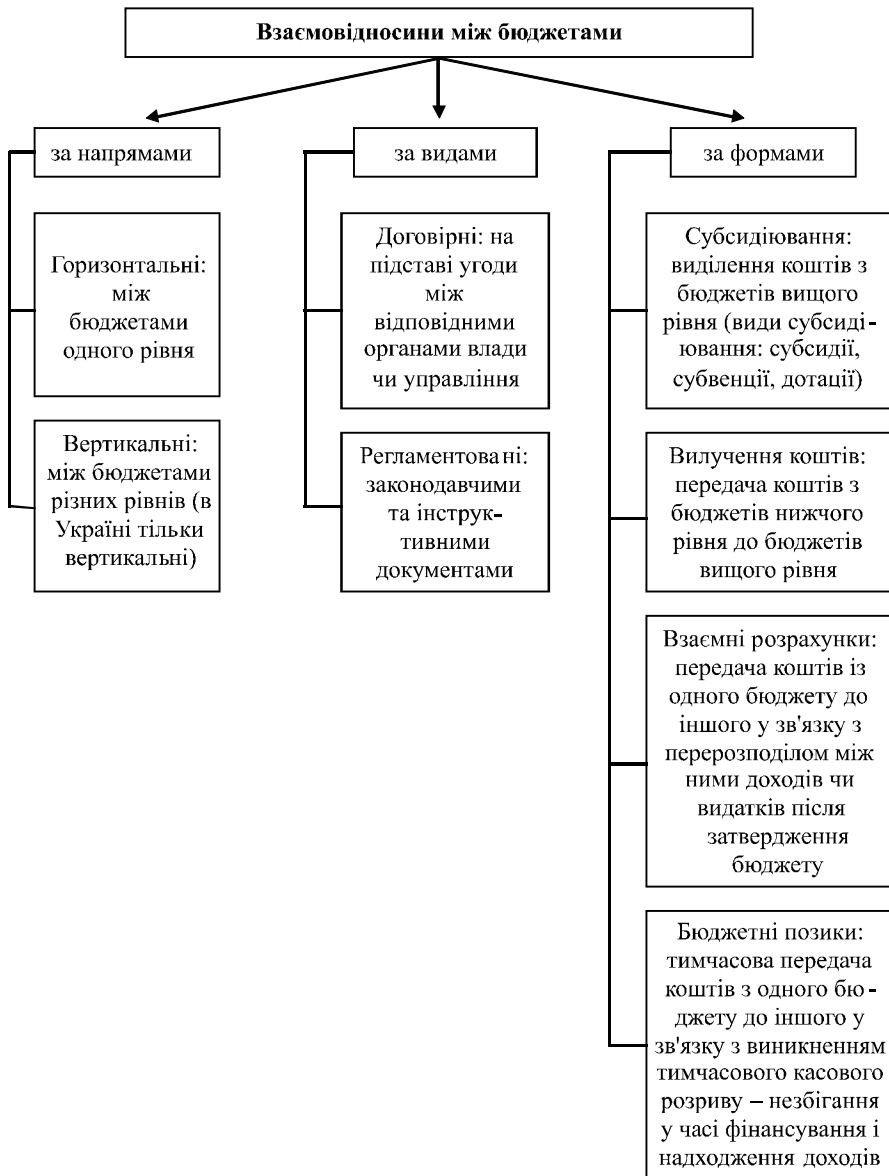 Взаємовідносини між бюджетами
за напрямами
Горизонтальні:
між
бюджетами
одного рівня
Вертикальні:
між бюджетами
різних рівнів (в
Україні тільки
вертикальні)
за видами
Договірні: на
підставі угоди
між
відповідними
органами влади
чи управління
Регламентовані:
законодавчими
та інструк-
тивними
документами
за формами
Субсидіювання:
виділення коштів з
бюджетів вищого
рівня (види субсиді-
ювання: субсидії,
субвенції, дотації)
Вилучення коштів:
передача коштів з
бюджетів нижчого
рівня до бюджетів
вищого рівня
Взаємні розрахунки:
передача коштів із
одного бюджету до
іншого у зв'язку з
перерозподілом між
ними доходів чи
видатків після
затвердження
бюджету
Бюджетні позики:
тимчасова передача
коштів з одного бю-
джету до іншого у
зв'язку з виникненням
тимчасового касового
розриву – незбігання
у часі фінансування і
надходження доходів